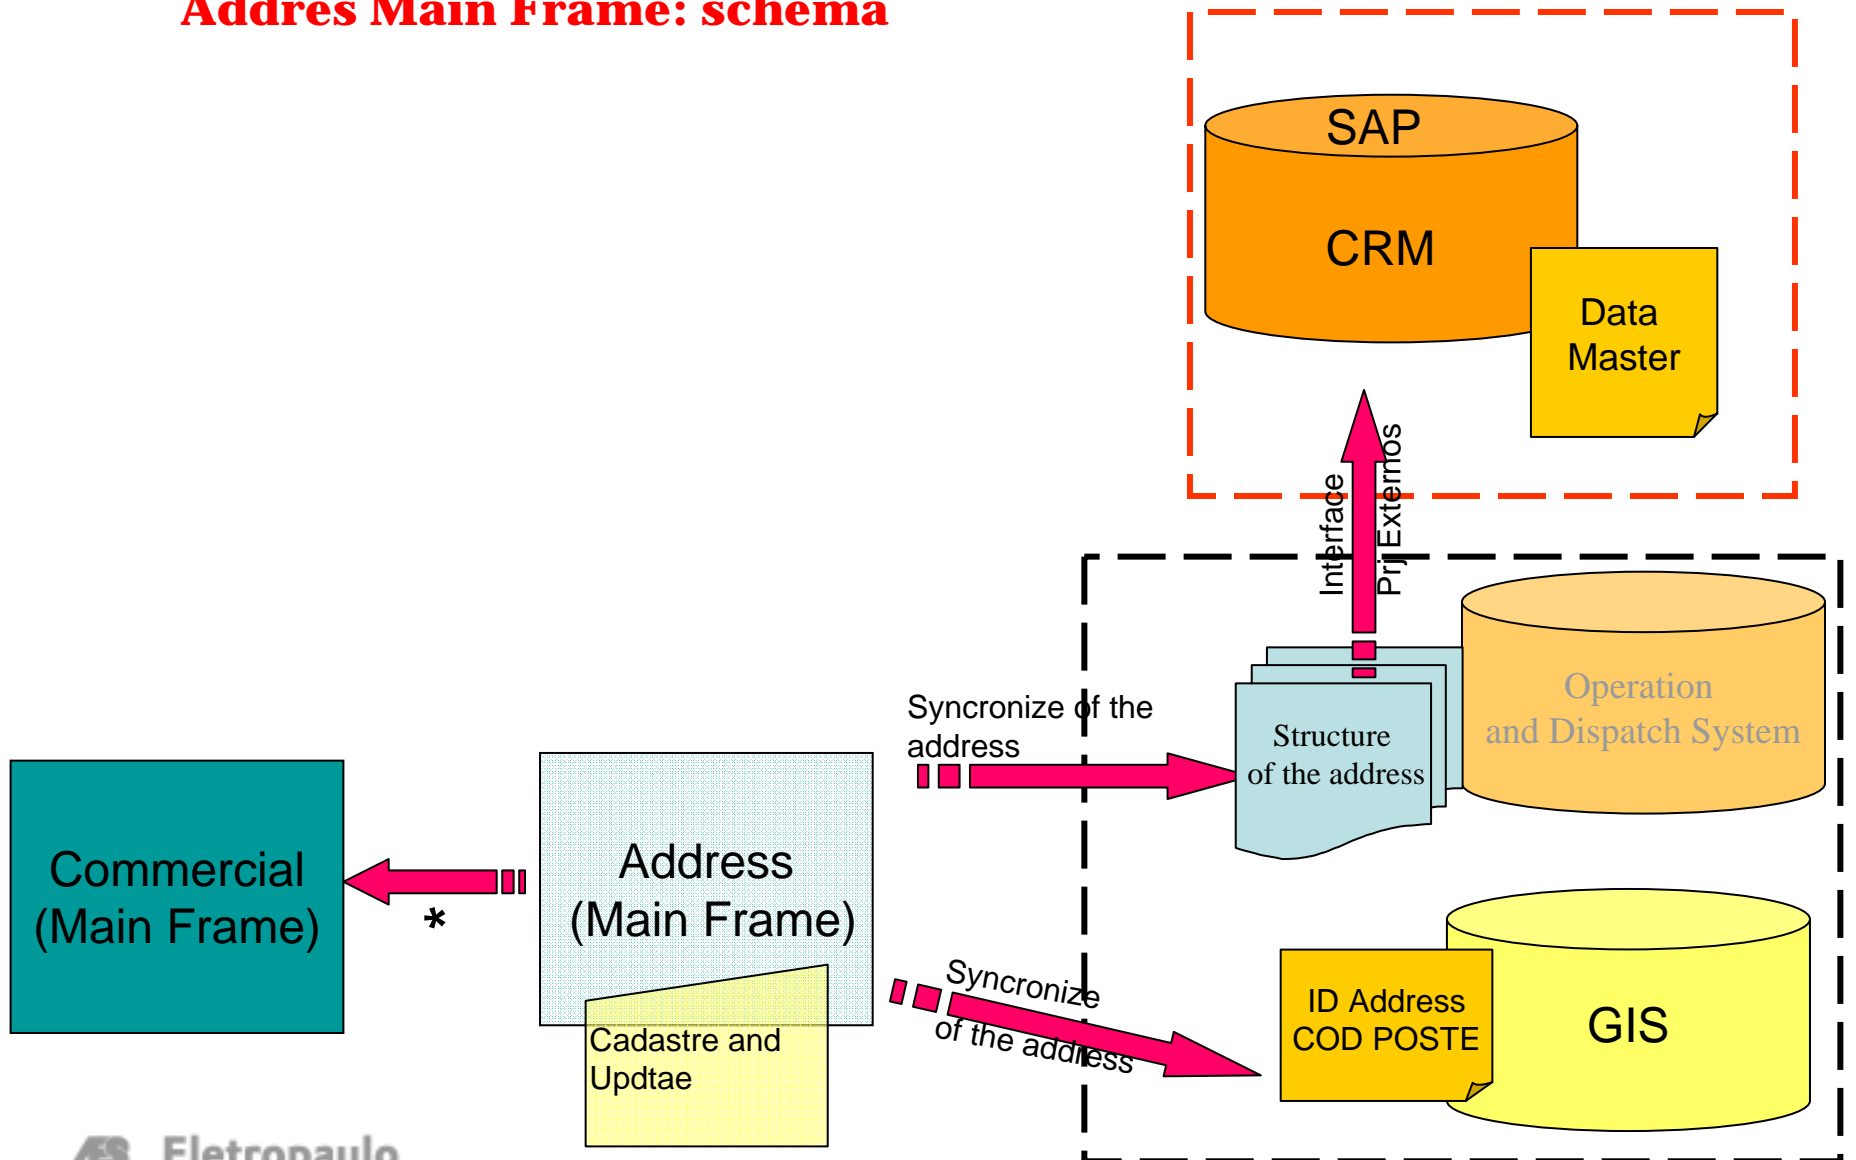 Addres Main Frame: schema
SAP
CRM
Data
Master
Interface
Prj Externos
Operation
and Dispatch System
Syncronize of the
address
Structure
of the address
Commercial
(Main Frame)
*
Address
(Main Frame)
Cadastre and
Updtae
Syncronize
of the address
ID Address
COD POSTE
GIS
AES Eletropaulo